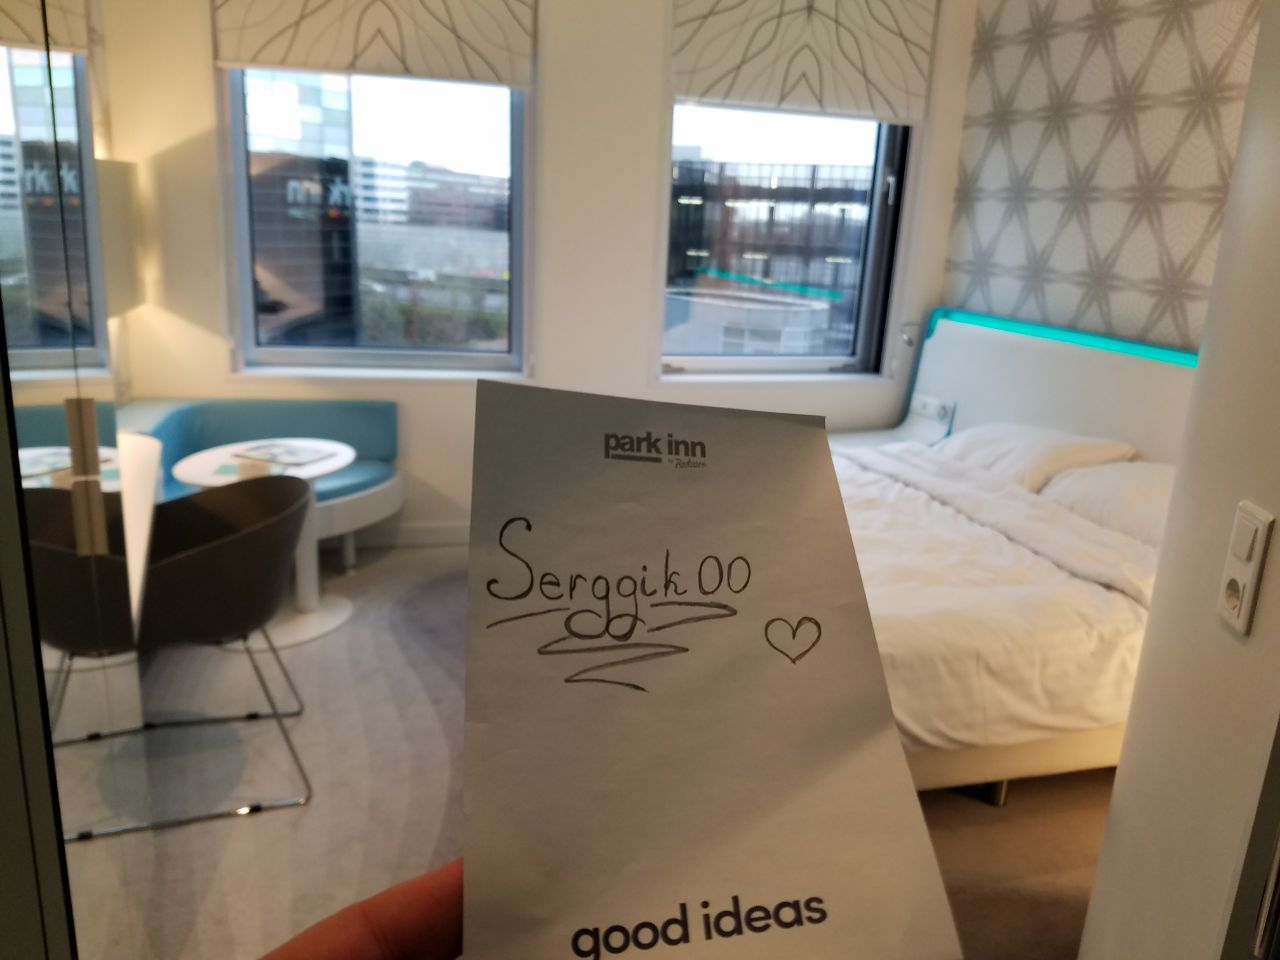 park inn
by Radisson
Serggik00
good ideas